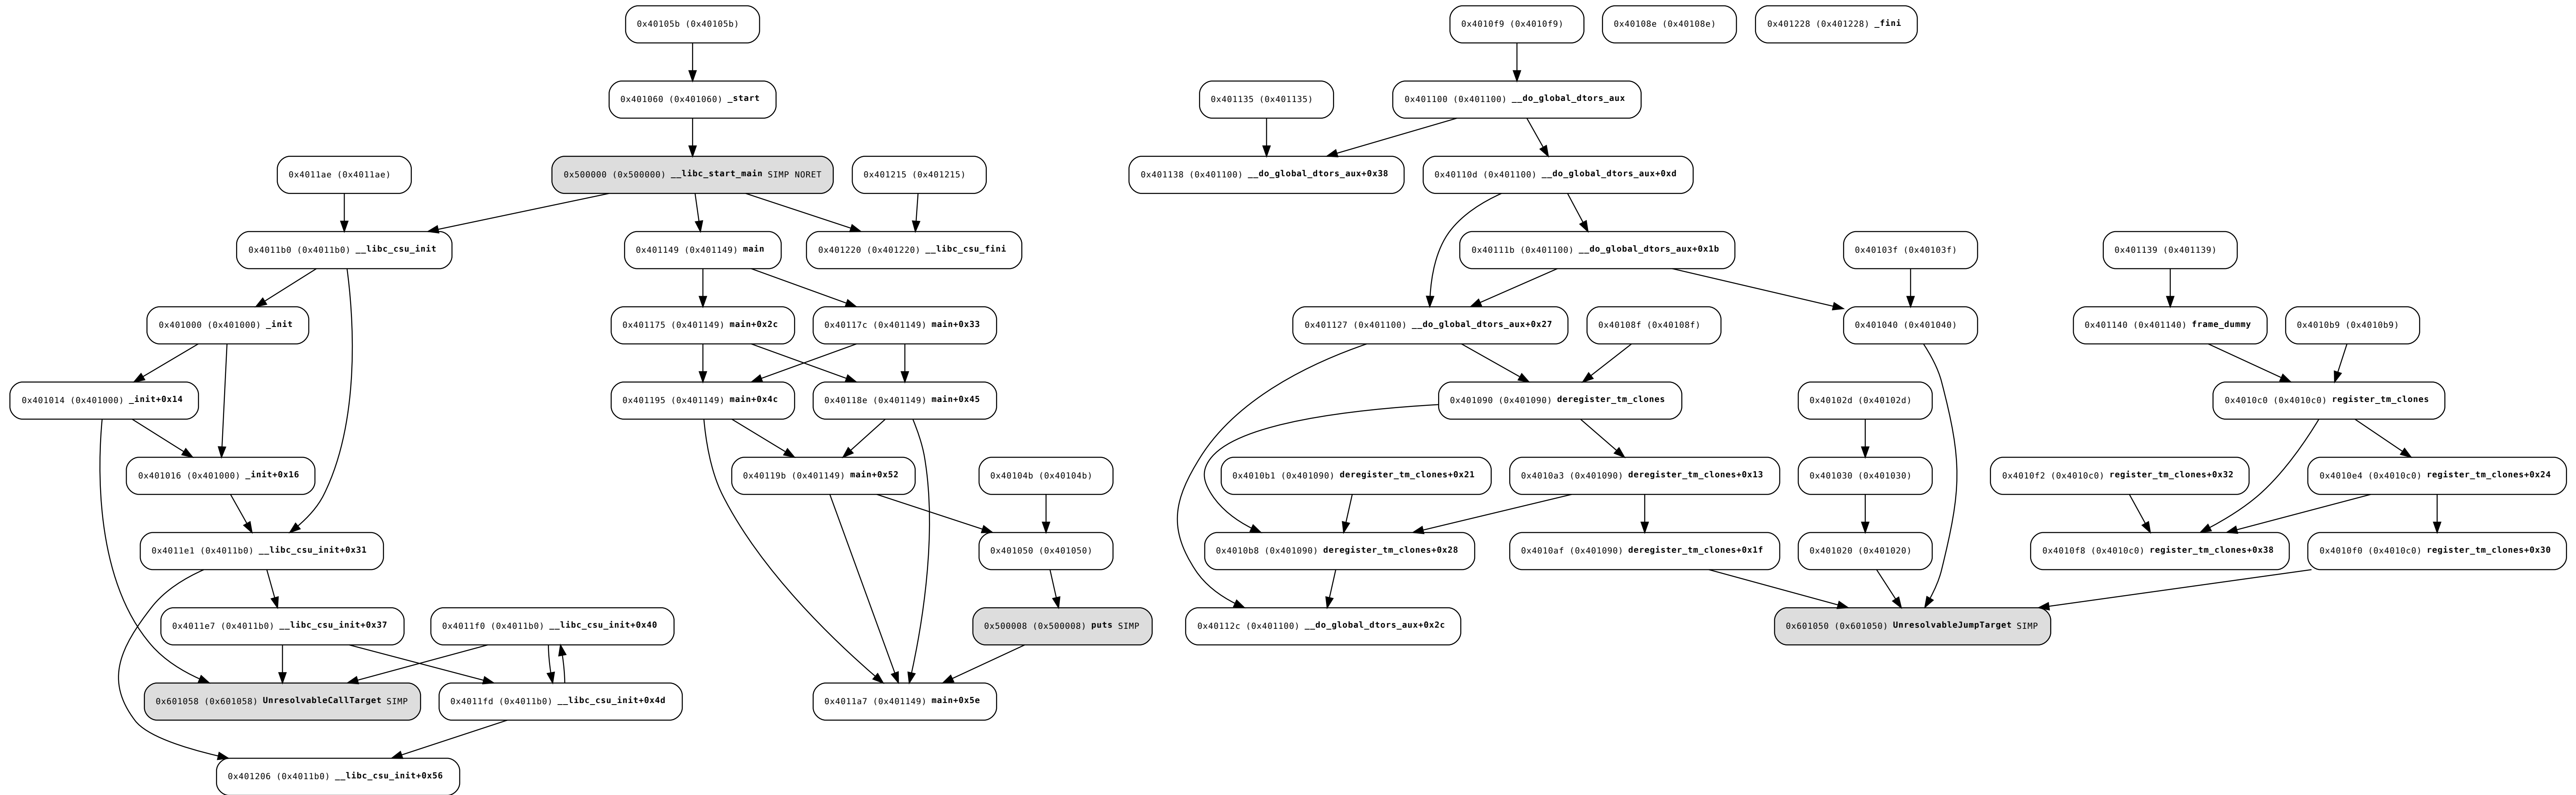 0x40105b (0x40105b)
0x4010f9 (0x4010f9)
0x40108e (0x40108e)
0x401228 (0x401228) _fini
0x401060 (0x401060) _start
0x401135 (0x401135)
0x401100 (0x401100) __do_global_dtors_aux
0x4011ae (0x4011ae)
0x500000 (0x500000) __libc_start_main SIMP NORET
0x401215 (0x401215)
0x401138 (0x401100) __do_global_dtors_aux+0x38
0x40110d (0x401100) __do_global_dtors_aux+0xd
0x4011b0 (0x4011b0) __libc_csu_init
0x401149 (0x401149) main
0x401220 (0x401220) __libc_csu_fini
0x40111b (0x401100) __do_global_dtors_aux+0x1b
0x40103f (0x40103f)
0x401139 (0x401139)
0x401000 (0x401000) _init
0x401175 (0x401149) main+0x2c
0x40117c (0x401149) main+0x33
0x401127 (0x401100) __do_global_dtors_aux+0x27
0x40108f (0x40108f)
0x401040 (0x401040)
0x401140 (0x401140) frame_dummy
0x4010b9 (0x4010b9)
0x401014 (0x401000) _init+0x14
0x401195 (0x401149) main+0x4c
0x40118e (0x401149) main+0x45
0x401090 (0x401090) deregister_tm_clones
0x40102d (0x40102d)
0x4010c0 (0x4010c0) register_tm_clones
0x401016 (0x401000) _init+0x16
0x40119b (0x401149) main+0x52
0x40104b (0x40104b)
0x4010b1 (0x401090) deregister_tm_clones+0x21
0x4010a3 (0x401090) deregister_tm_clones+0x13
0x401030 (0x401030)
0x4010f2 (0x4010c0) register_tm_clones+0x32
0x4010e4 (0x4010c0) register_tm_clones+0x24
0x4011e1 (0x4011b0) __libc_csu_init+0x31
0x401050 (0x401050)
0x4010b8 (0x401090) deregister_tm_clones+0x28
0x4010af (0x401090) deregister_tm_clones+0x1f
0x401020 (0x401020)
0x4010f8 (0x4010c0) register_tm_clones+0x38
0x4010f0 (0x4010c0) register_tm_clones+0x30
0x4011e7 (0x4011b0) __libc_csu_init+0x37
0x4011f0 (0x4011b0) __libc_csu_init+0x40
0x500008 (0x500008) puts SIMP
0x40112c (0x401100) __do_global_dtors_aux+0x2c
0x601050 (0x601050) UnresolvableJumpTarget SIMP
0x601058 (0x601058) UnresolvableCallTarget SIMP
0x4011fd (0x4011b0) __libc_csu_init+0x4d
0x4011a7 (0x401149) main+0x5e
0x401206 (0x4011b0) __libc_csu_init+0x56